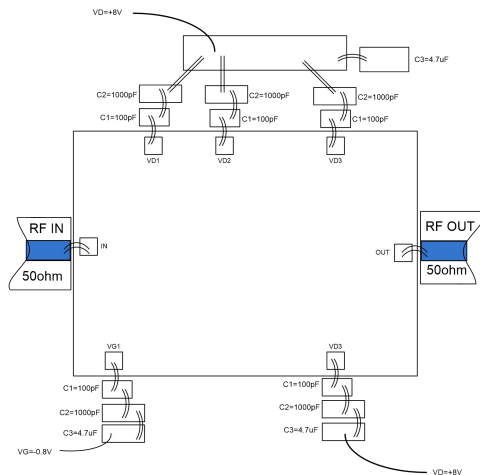 VD=+8V
C3=4.7uF
C2=1000pF C2=1000pF C2=1000pF
C1=100pF C1=100pF C1=100pF
VD1 VD2 VD3
RF IN RF OUT
IN OUT
50ohm 50ohm
VG1 VD3
C1=100pF C1=100pF
C2=1000pF C2=1000pF
C3=4.7uF C3=4.7uF
VG=-0.8V
VD=+8V